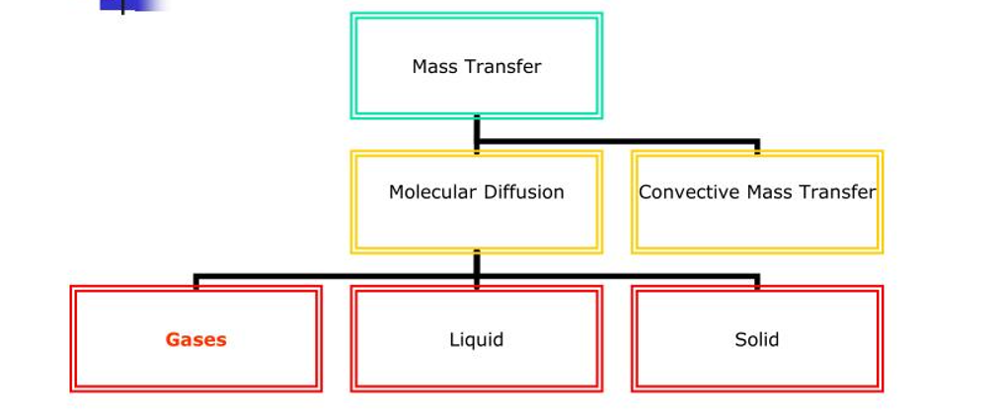 Mass Transfer
Molecular Diffusion
Convective Mass Transfer
Gases
Liquid
Solid